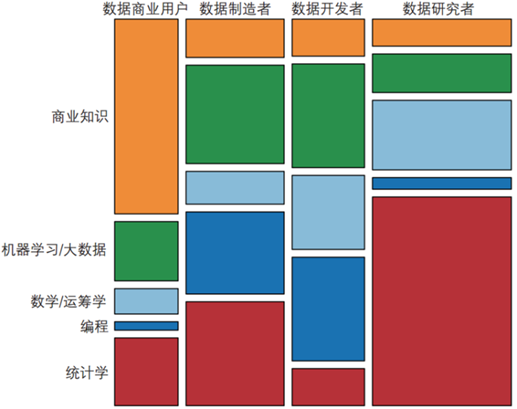 数据商业用户 数据制造者 数据开发者 数据研究者
商业知识
机器学习/大数据
数学/运筹学
编程
统计学